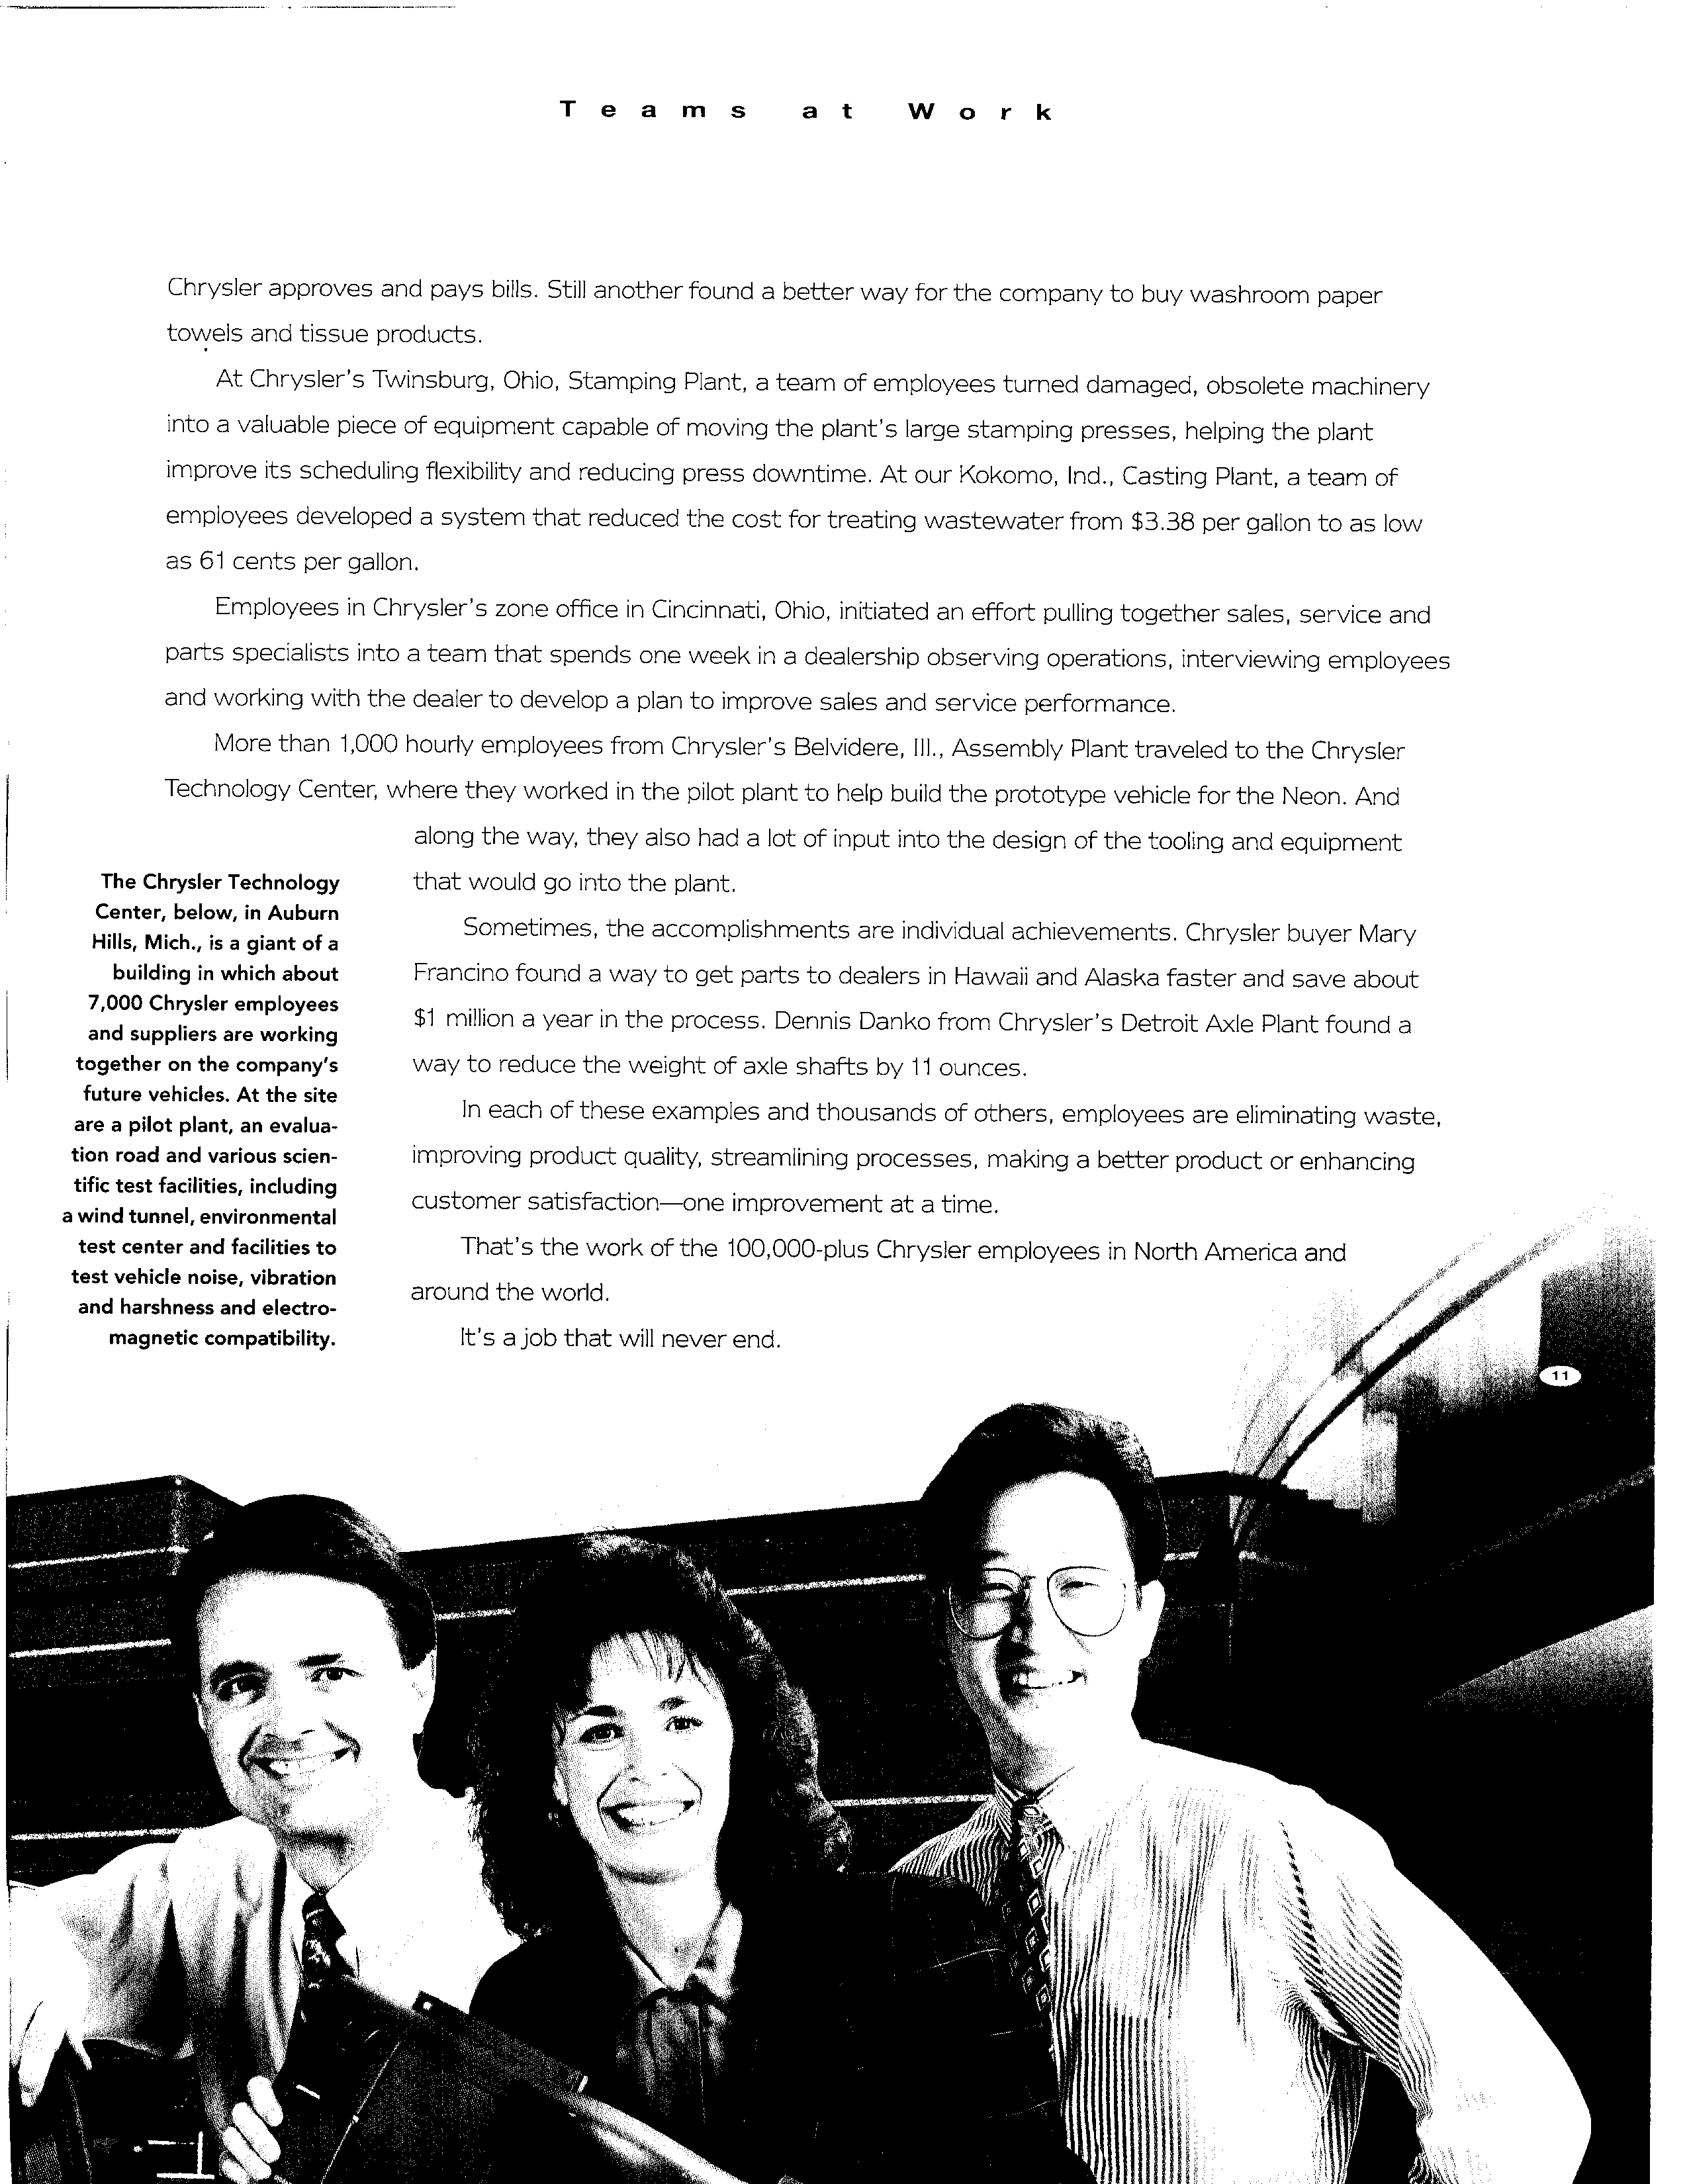 Teams at Work
Chrysler approves and pays bills. Still another found a better way for the company to buy washroom paper
towels and tissue products.
At Chrysler's Twinsburg, Ohio, Stamping Plant, a team of employees turned damaged, obsolete machinery
into a valuable piece of equipment capable of moving the plant's large stamping presses, helping the plant
improve its scheduling flexibility and reducing press downtime. At our Kokomo, Ind., Casting Plant, a team of
employees developed a system that reduced the cost for treating wastewater from $3.38 per gallon to as low
as 61 cents per gallon.
Employees in Chrysler's zone office in Cincinnati, Ohio, initiated an effort pulling together sales, service and
parts specialists into a team that spends one week in a dealership observing operations, interviewing employees
and working with the dealer to develop a plan to improve sales and service performance.
More than 1,000 hourly employees from Chrysler's Belvidere, Ill., Assembly Plant traveled to the Chrysler
Technology Center, where they worked in the pilot plant to help build the prototype vehicle for the Neon. And
along the way, they also had a lot of input into the design of the tooling and equipment
that would go into the plant.
Sometimes, the accomplishments are individual achievements. Chrysler buyer Mary
Francino found a way to get parts to dealers in Hawaii and Alaska faster and save about
$1 million a year in the process. Dennis Danko from Chrysler's Detroit Axle Plant found a
way to reduce the weight of axle shafts by 11 ounces.
In each of these examples and thousands of others, employees are eliminating waste,
improving product quality, streamlining processes, making a better product or enhancing
customer satisfaction—one improvement at a time.
That's the work of the 100,000-plus Chrysler employees in North America and
around the world.
It's a job that will never end.
The Chrysler Technology
Center, below, in Auburn
Hills, Mich., is a giant of a
building in which about
7,000 Chrysler employees
and suppliers are working
together on the company's
future vehicles. At the site
are a pilot plant, an evalua-
tion road and various scien-
tific test facilities, including
a wind tunnel, environmental
test center and facilities to
test vehicle noise, vibration
and harshness and electro-
magnetic compatibility.
11